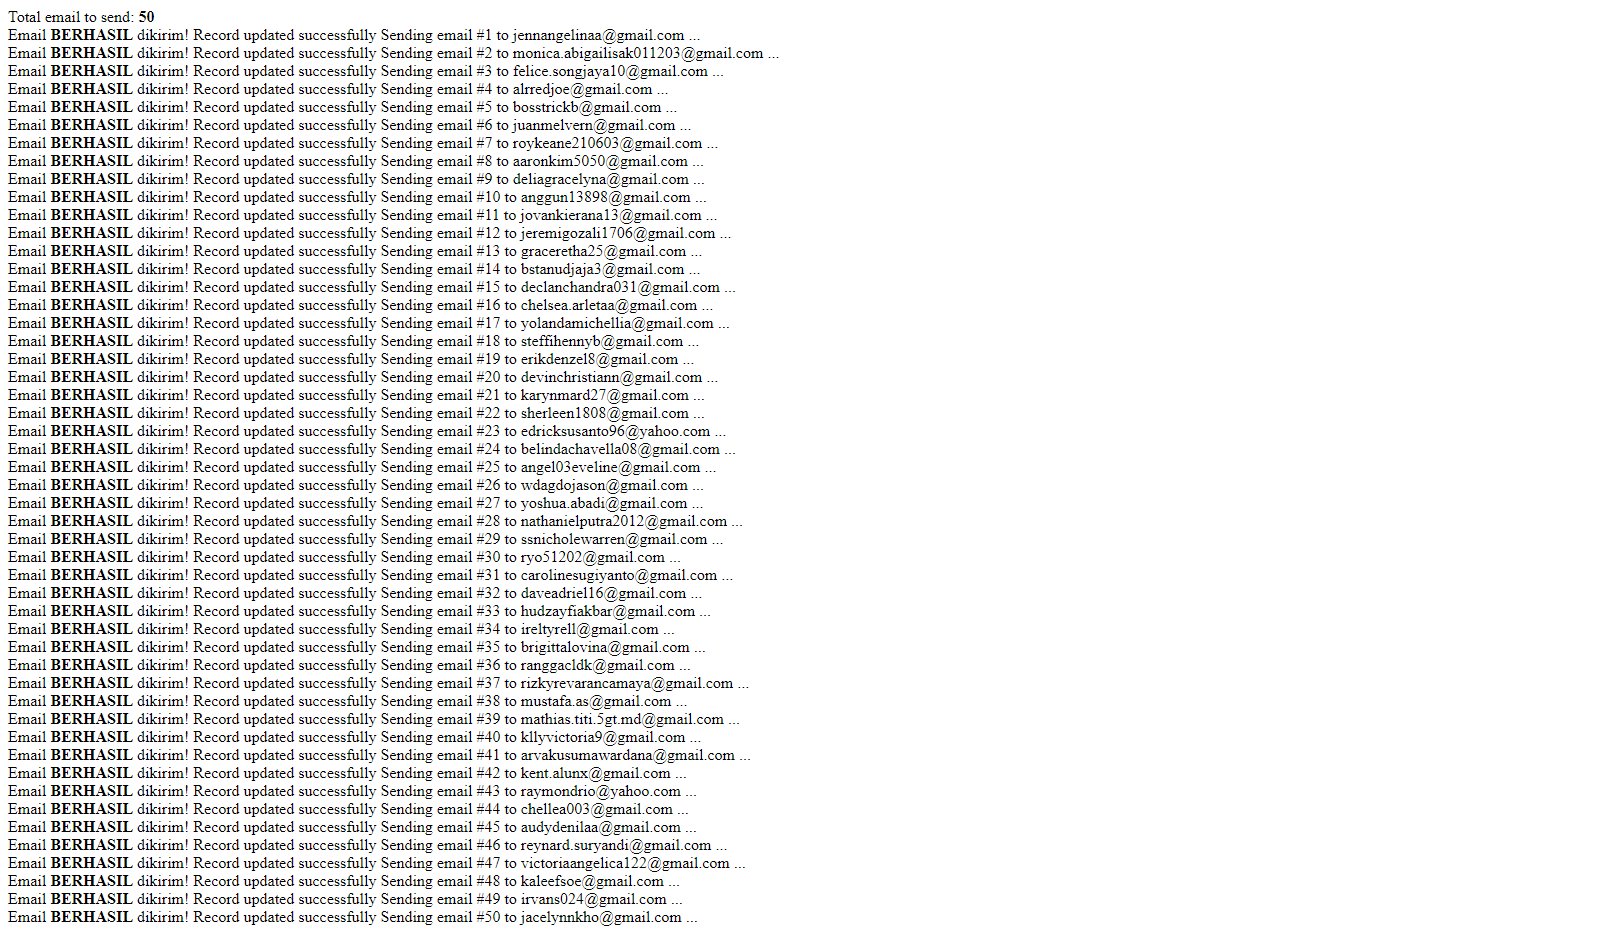 Total email to send: 50
Email BERHASIL dikirim! Record updated successfully Sending email #1 to jennangelinaa@gmail.com ...
Email BERHASIL dikirim! Record updated successfully Sending email #2 to monica.abigailisak011203@gmail.com ...
Email BERHASIL dikirim! Record updated successfully Sending email #3 to felice.songjaya10@gmail.com ...
Email BERHASIL dikirim! Record updated successfully Sending email #4 to alrredjoe@gmail.com ...
Email BERHASIL dikirim! Record updated successfully Sending email #5 to bosstrickb@gmail.com ...
Email BERHASIL dikirim! Record updated successfully Sending email #6 to juanmelvern@gmail.com ...
Email BERHASIL dikirim! Record updated successfully Sending email #7 to roykeane210603@gmail.com ...
Email BERHASIL dikirim! Record updated successfully Sending email #8 to aaronkim5050@gmail.com ...
Email BERHASIL dikirim! Record updated successfully Sending email #9 to deliagracelyna@gmail.com ...
Email BERHASIL dikirim! Record updated successfully Sending email #10 to anggun13898@gmail.com ...
Email BERHASIL dikirim! Record updated successfully Sending email #11 to jovankierana13@gmail.com ...
Email BERHASIL dikirim! Record updated successfully Sending email #12 to jeremigozali1706@gmail.com ...
Email BERHASIL dikirim! Record updated successfully Sending email #13 to graceretha25@gmail.com ...
Email BERHASIL dikirim! Record updated successfully Sending email #14 to bstanudjaja3@gmail.com ...
Email BERHASIL dikirim! Record updated successfully Sending email #15 to declanchandra031@gmail.com ...
Email BERHASIL dikirim! Record updated successfully Sending email #16 to chelsea.arletaa@gmail.com ...
Email BERHASIL dikirim! Record updated successfully Sending email #17 to yolandamichellia@gmail.com ...
Email BERHASIL dikirim! Record updated successfully Sending email #18 to steffihennyb@gmail.com ...
Email BERHASIL dikirim! Record updated successfully Sending email #19 to erikdenzel8@gmail.com ...
Email BERHASIL dikirim! Record updated successfully Sending email #20 to devinchristiann@gmail.com ...
Email BERHASIL dikirim! Record updated successfully Sending email #21 to karynmard27@gmail.com ...
Email BERHASIL dikirim! Record updated successfully Sending email #22 to sherleen1808@gmail.com ...
Email BERHASIL dikirim! Record updated successfully Sending email #23 to edricksusanto96@yahoo.com ...
Email BERHASIL dikirim! Record updated successfully Sending email #24 to belindachavella08@gmail.com ...
Email BERHASIL dikirim! Record updated successfully Sending email #25 to angel03eveline@gmail.com ...
Email BERHASIL dikirim! Record updated successfully Sending email #26 to wdagdojason@gmail.com ...
Email BERHASIL dikirim! Record updated successfully Sending email #27 to yoshua.abadi@gmail.com ...
Email BERHASIL dikirim! Record updated successfully Sending email #28 to nathanielputra2012@gmail.com ...
Email BERHASIL dikirim! Record updated successfully Sending email #29 to ssnicholewarren@gmail.com ...
Email BERHASIL dikirim! Record updated successfully Sending email #30 to ryo51202@gmail.com ...
Email BERHASIL dikirim! Record updated successfully Sending email #31 to carolinesugiyanto@gmail.com ...
Email BERHASIL dikirim! Record updated successfully Sending email #32 to daveadriel16@gmail.com ...
Email BERHASIL dikirim! Record updated successfully Sending email #33 to hudzayfiakbar@gmail.com ...
Email BERHASIL dikirim! Record updated successfully Sending email #34 to ireltyrell@gmail.com ...
Email BERHASIL dikirim! Record updated successfully Sending email #35 to brigittalovina@gmail.com ...
Email BERHASIL dikirim! Record updated successfully Sending email #36 to ranggacldk@gmail.com ...
Email BERHASIL dikirim! Record updated successfully Sending email #37 to rizkyrevarancamaya@gmail.com ...
Email BERHASIL dikirim! Record updated successfully Sending email #38 to mustafa.as@gmail.com ...
Email BERHASIL dikirim! Record updated successfully Sending email #39 to mathias.titi.5gt.md@gmail.com ...
Email BERHASIL dikirim! Record updated successfully Sending email #40 to kllyvictoria9@gmail.com ...
Email BERHASIL dikirim! Record updated successfully Sending email #41 to arvakusumawardana@gmail.com ...
Email BERHASIL dikirim! Record updated successfully Sending email #42 to kent.alunx@gmail.com ...
Email BERHASIL dikirim! Record updated successfully Sending email #43 to raymondrio@yahoo.com ...
Email BERHASIL dikirim! Record updated successfully Sending email #44 to chellea003@gmail.com ...
Email BERHASIL dikirim! Record updated successfully Sending email #45 to audydenilaa@gmail.com ...
Email BERHASIL dikirim! Record updated successfully Sending email #46 to reynard.suryandi@gmail.com ...
Email BERHASIL dikirim! Record updated successfully Sending email #47 to victoriaangelica122@gmail.com ...
Email BERHASIL dikirim! Record updated successfully Sending email #48 to kaleefsoe@gmail.com ...
Email BERHASIL dikirim! Record updated successfully Sending email #49 to irvans024@gmail.com ...
Email BERHASIL dikirim! Record updated successfully Sending email #50 to jacelynnkho@gmail.com ...